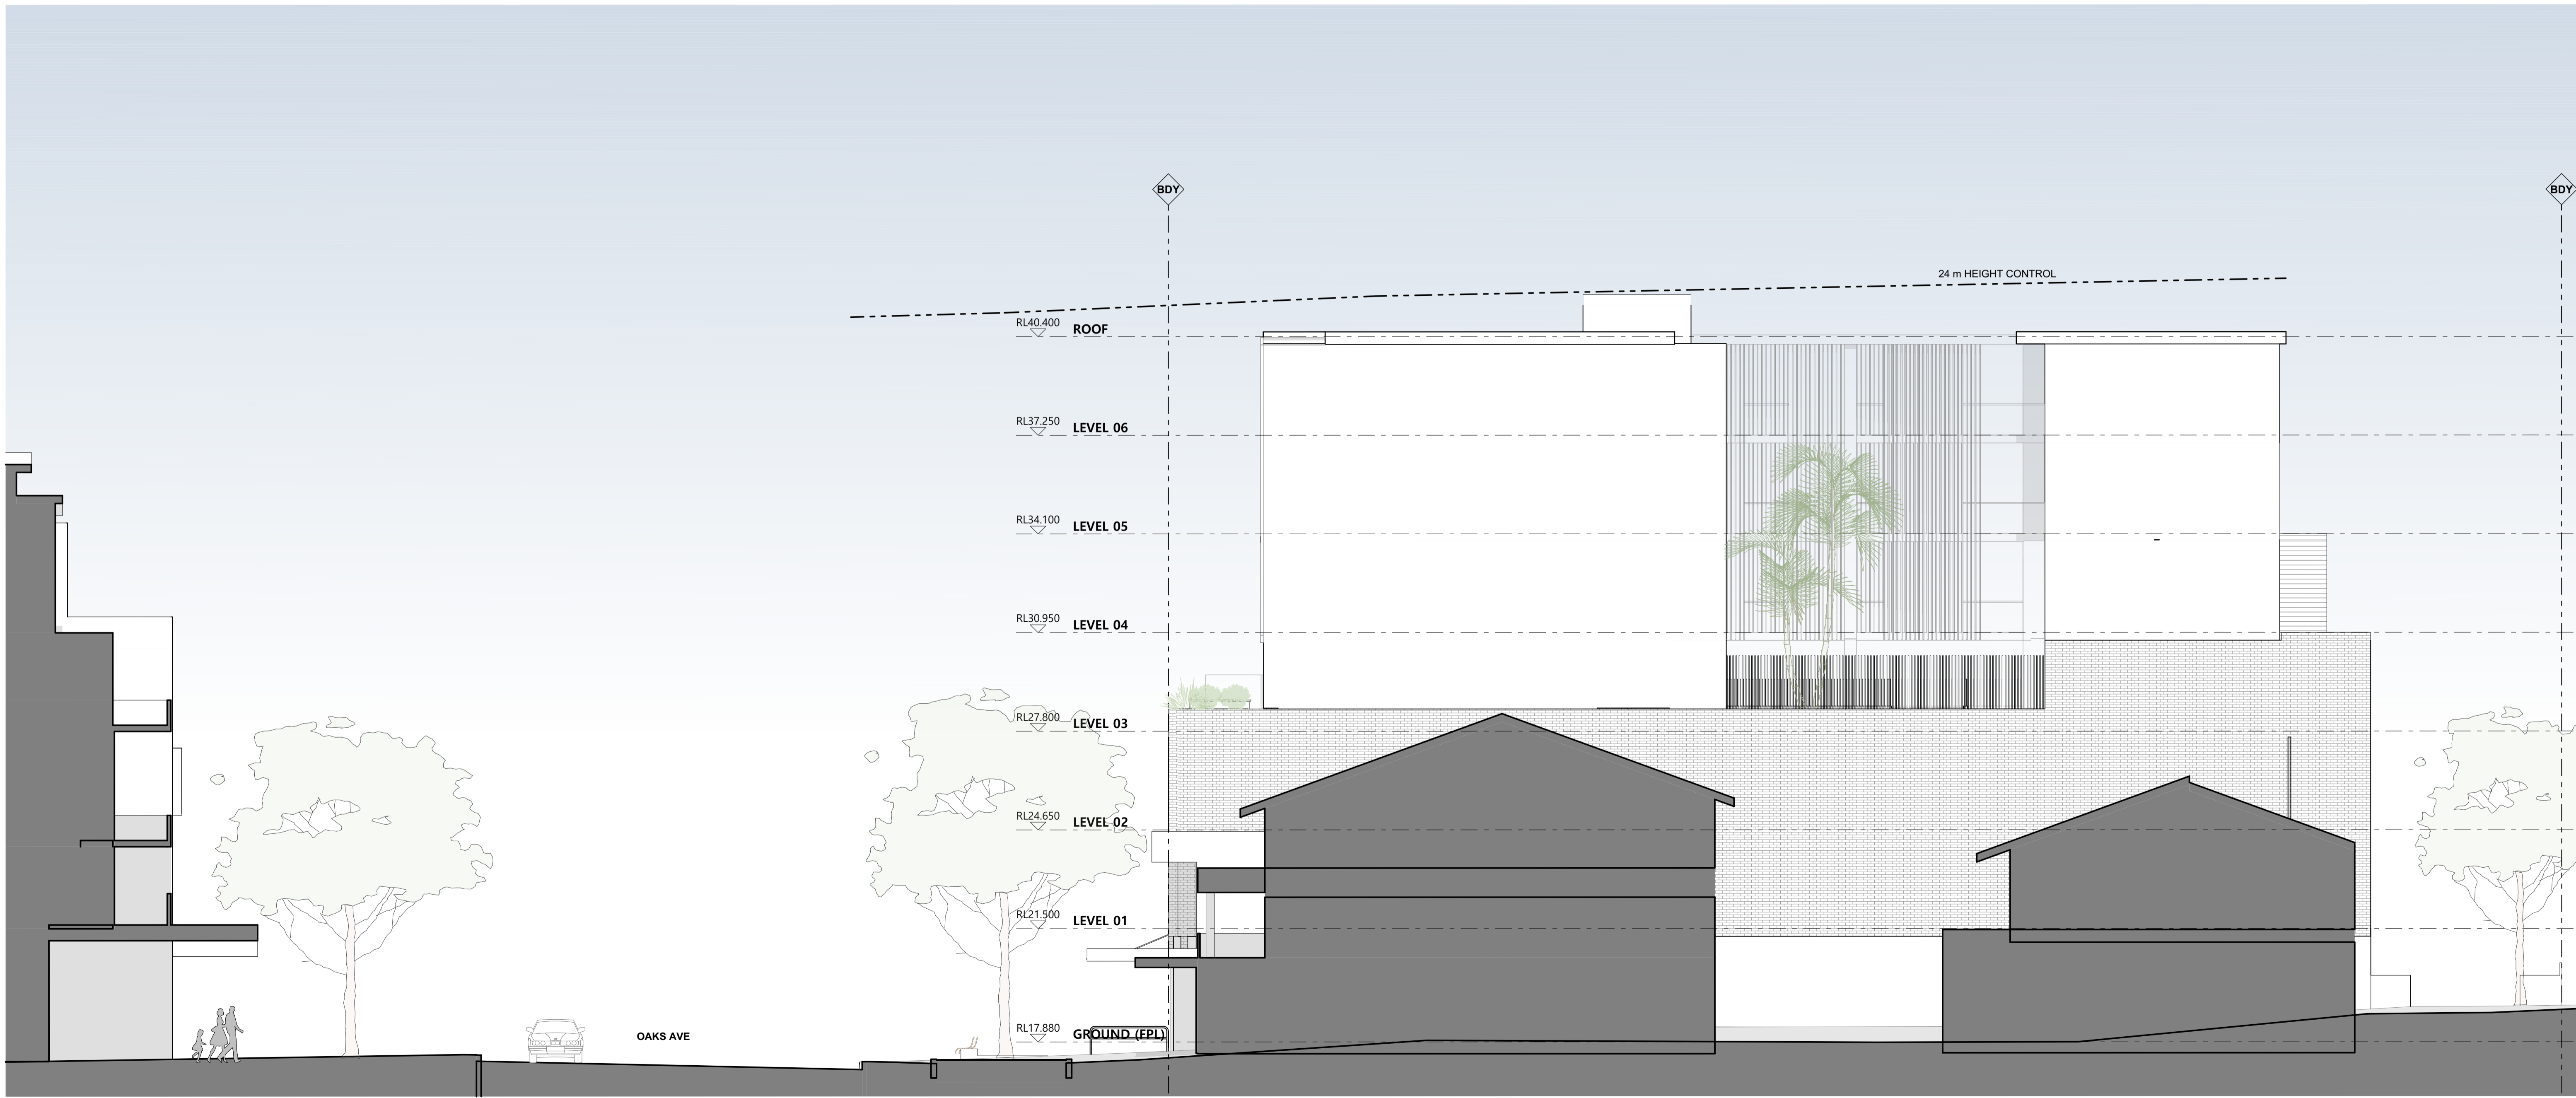 BDY
BDY
24 m HEIGHT CONTROL
RL40.400 ROOF
RL37.250 LEVEL 06
RL34.100 LEVEL 05
RL30.950 LEVEL 04
RL27.800 LEVEL 03
RL24.650 LEVEL 02
RL21.500 LEVEL 01
RL17.880 GROUND (FPL)
OAKS AVE